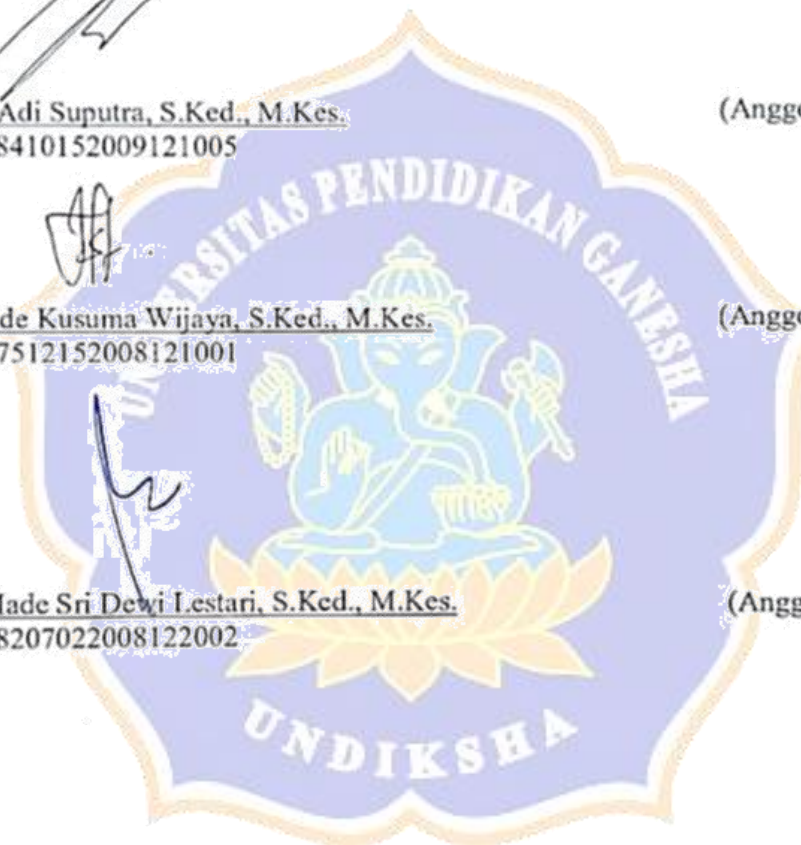 Adi Suputra, S.Ked., M.Kes. (Angg
8410152009121005
UNIVERSITAS PENDIDIKAN GANESHA
de Kusuma Wijaya, S.Ked., M.Kes. (Angg
7512152008121001
lade Sri Dewi Lestari, S.Ked., M.Kes. (Angg
8207022008122002
UNDIKSHA